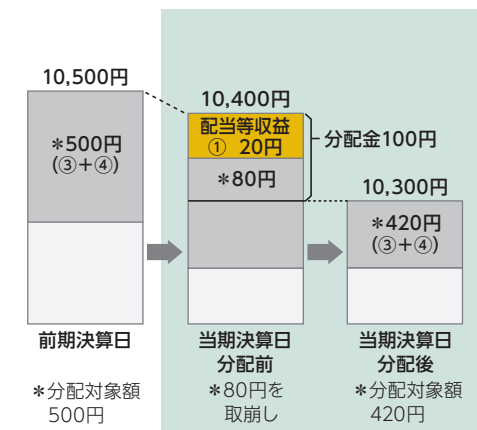 10,500円
＊500円
(③＋④)
前期決算日
＊分配対象額
500円
10,400円
配当等収益
① 20円
＊80円
分配金100円
当期決算日
分配前
＊80円を
取崩し
10,300円
＊420円
(③＋④)
当期決算日
分配後
＊分配対象額
420円